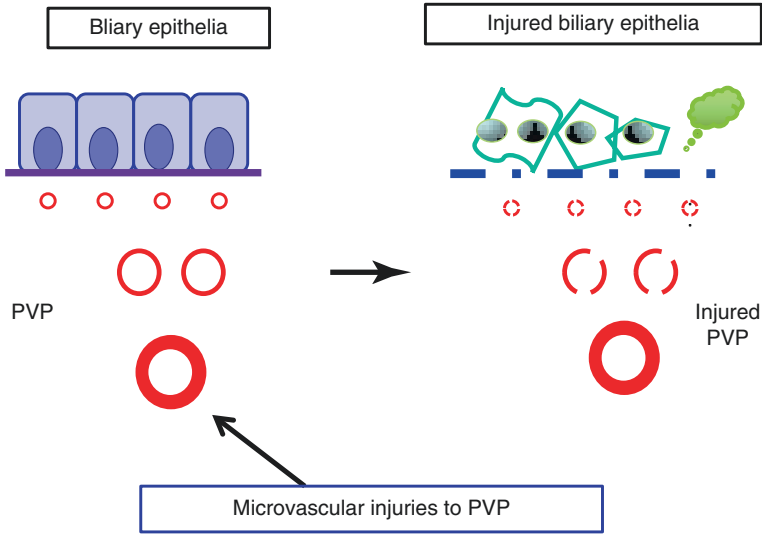 Bliary epithelia
Injured biliary epithelia
PVP
Injured
PVP
Microvascular injuries to PVP